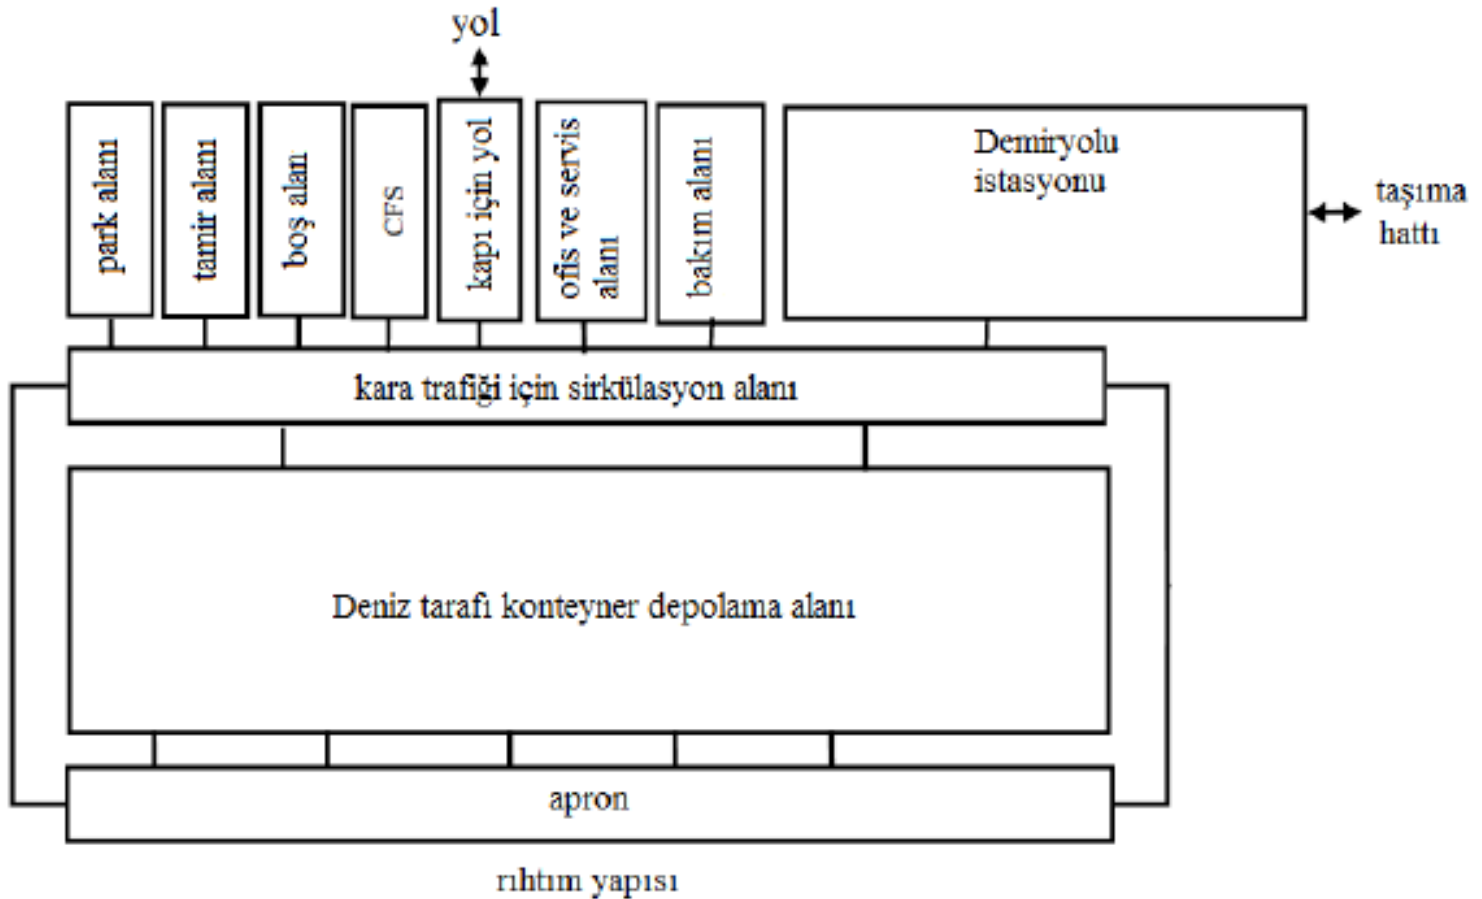 yol
park alanı
tamir alanı
boş alan
CFS
kapı için yol
ofis ve servis
alanı
bakım alanı
Demiryolu
istasyonu
taşıma
hattı
kara trafiği için sirkülasyon alanı
Deniz tarafı konteyner depolama alanı
apron
rıhtım yapısı